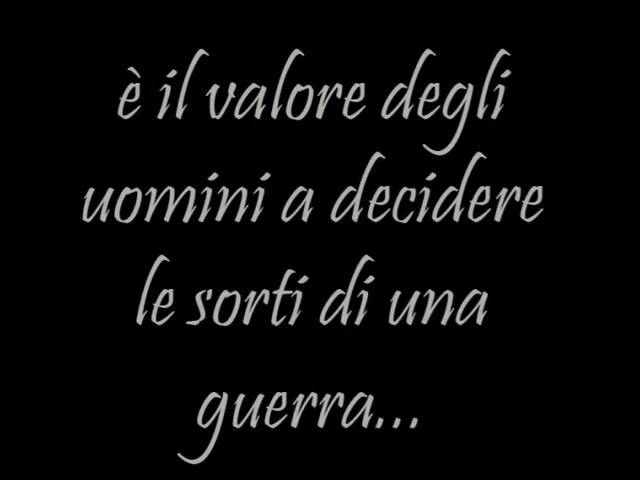 è il valore degli
uomini a decidere
le sorti di una
guerra...